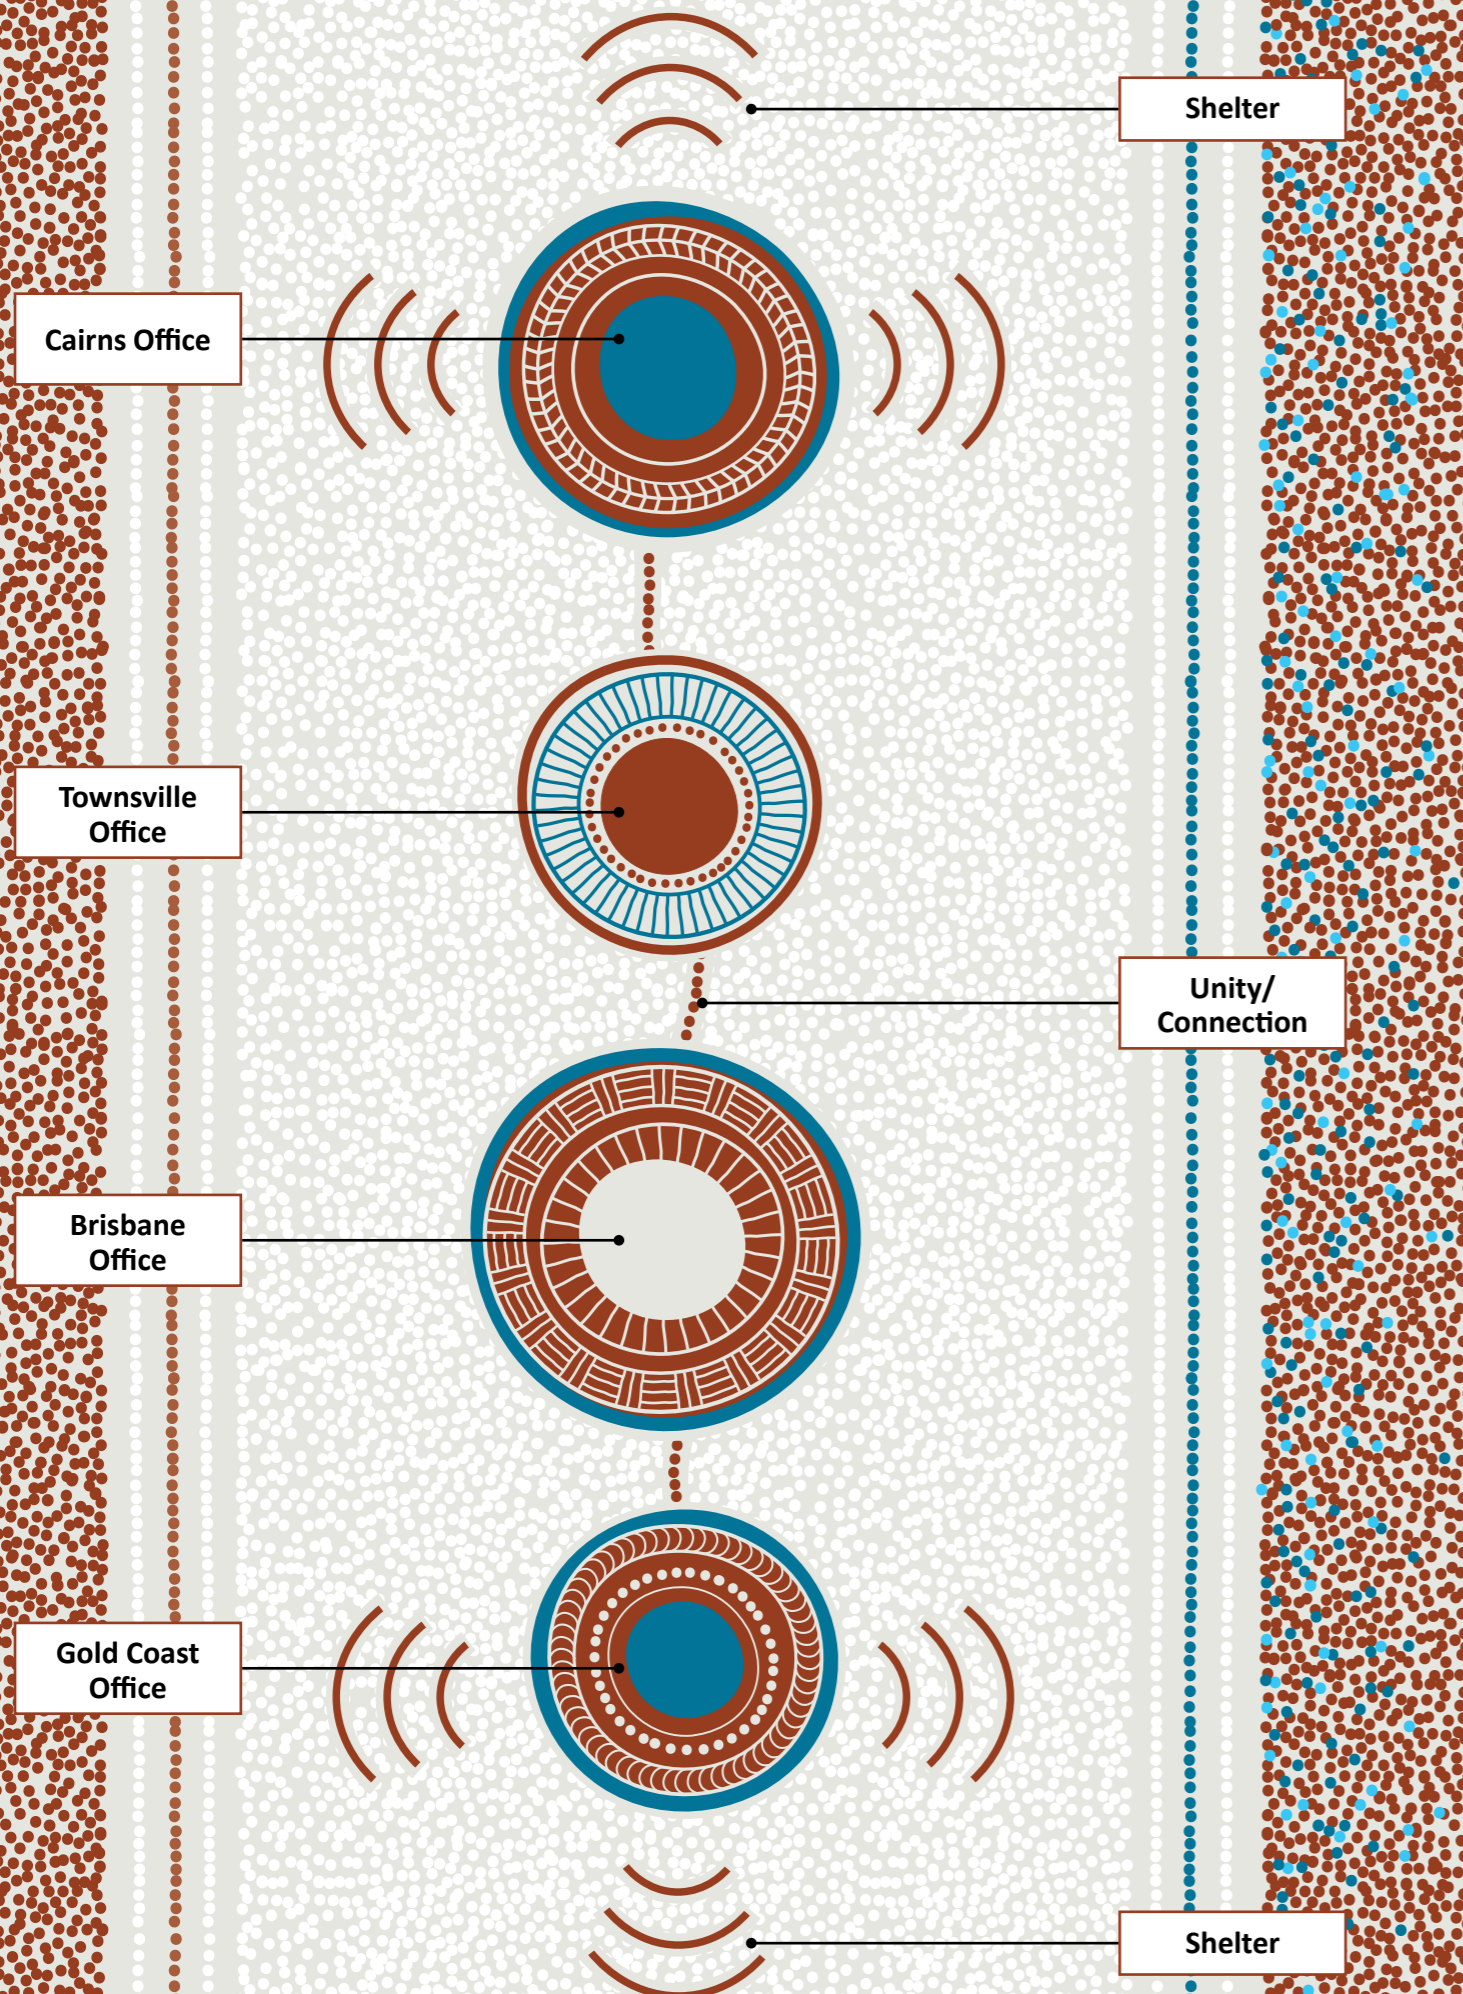 Shelter
Cairns Office
Townsville
Office
Unity/
Connection
Brisbane
Office
Gold Coast
Office
Shelter